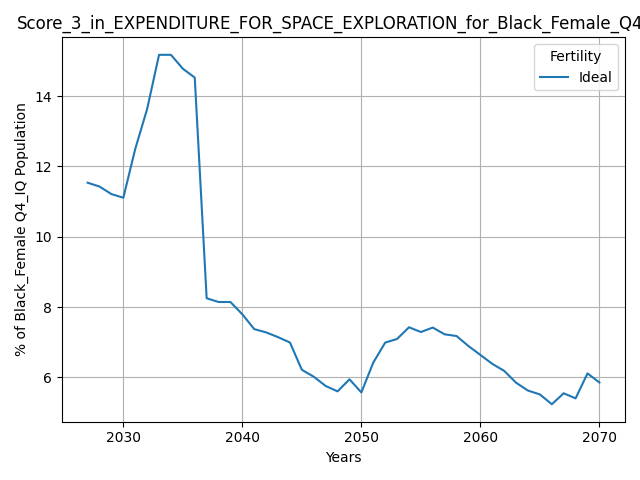 Score_3_in_EXPENDITURE_FOR_SPACE_EXPLORATION_for_Black_Female_Q4
Fertility
Ideal
% of Black_Female Q4_IQ Population
14
12
10
8
6
2030 2040 2050 2060 2070
Years